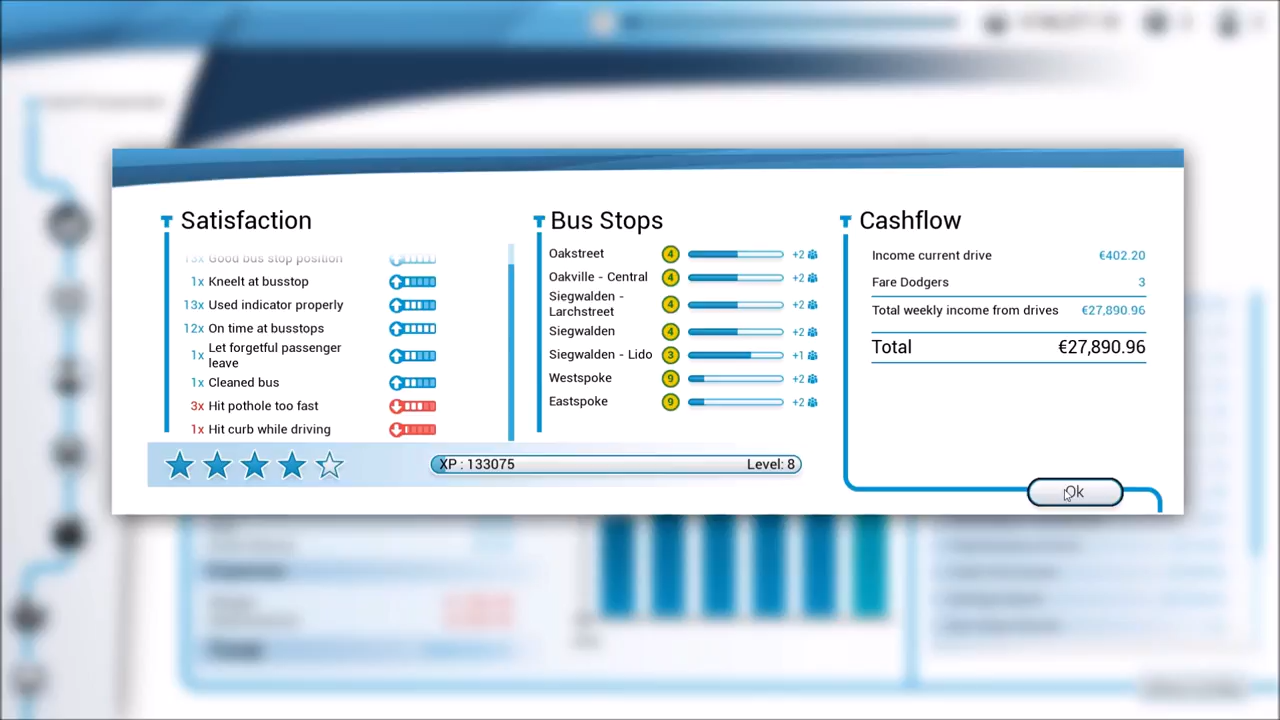 Satisfaction
13x Good bus stop position
1x Kneelt at busstop
13x Used indicator properly
12x On time at busstops
1x Let forgetful passenger
leave
1x Cleaned bus
3x Hit pothole too fast
1x Hit curb while driving
XP : 133075 Level: 8
Bus Stops
Oakstreet 4 +2
Oakville - Central 4 +2
Siegwalden -
Larchstreet 4 +2
Siegwalden 4 +2
Siegwalden - Lido 3 +1
Westspoke 9 +2
Eastspoke 9 +2
Cashflow
Income current drive €402.20
Fare Dodgers 3
Total weekly income from drives €27,890.96
Total €27,890.96
Ok